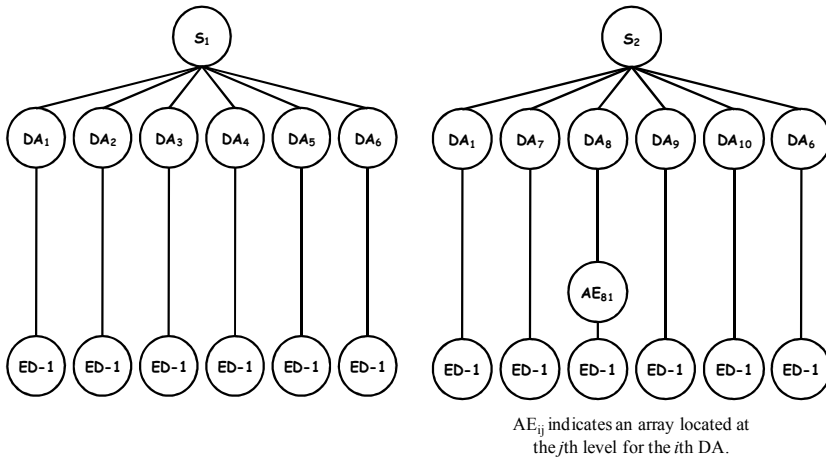 S₁ S₂
DA₁ DA₂ DA₃ DA₄ DA₅ DA₆ DA₁ DA₇ DA₈ DA₉ DA₁₀ DA₆
AE₈₁
ED-1 ED-1 ED-1 ED-1 ED-1 ED-1 ED-1 ED-1 ED-1 ED-1 ED-1 ED-1
AEᵢⱼ indicates an array located at
the jth level for the ith DA.